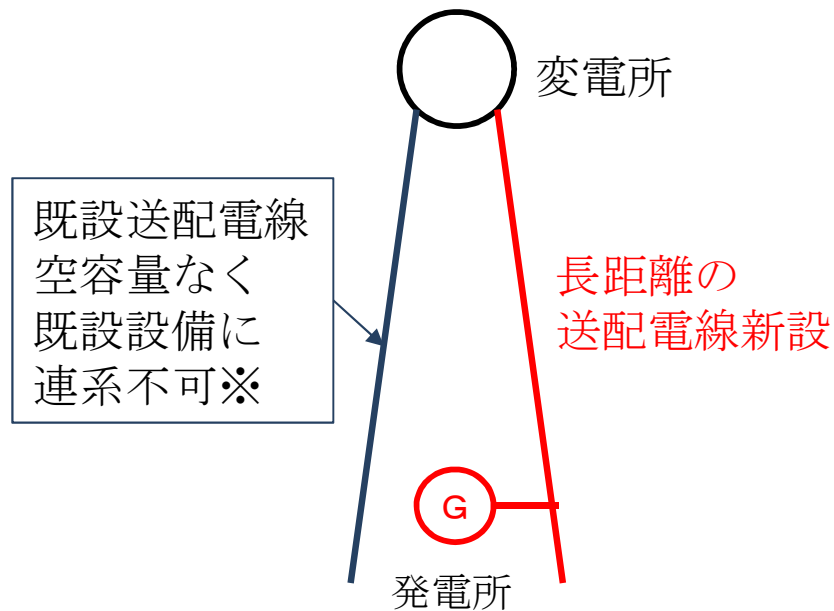 変電所
既設送配電線
空容量なく
既設設備に
連系不可※
長距離の
送配電線新設
G
発電所